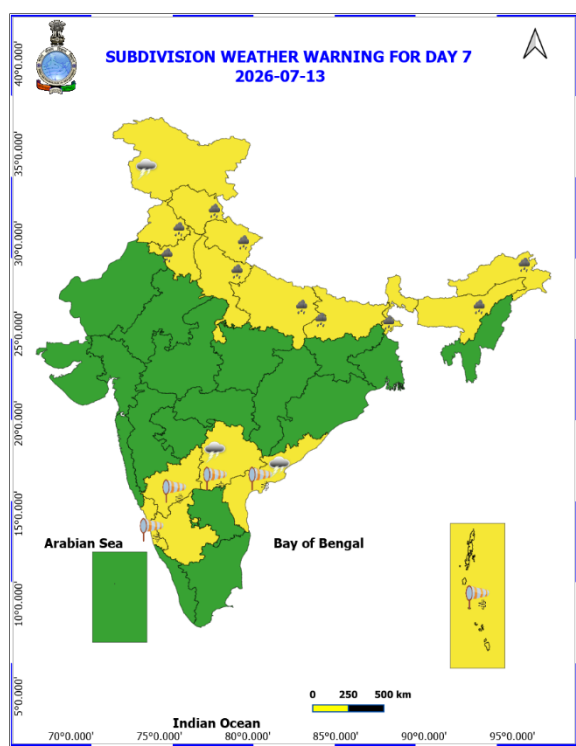 SUBDIVISION WEATHER WARNING FOR DAY 7
2026-07-13
40°0.000'
35°0.000'
30°0.000'
25°0.000'
20°0.000'
15°0.000'
10°0.000'
5°0.000'
Arabian Sea
Bay of Bengal
0 250 500 km
Indian Ocean
70°0.000' 75°0.000' 80°0.000' 85°0.000' 90°0.000' 95°0.000'